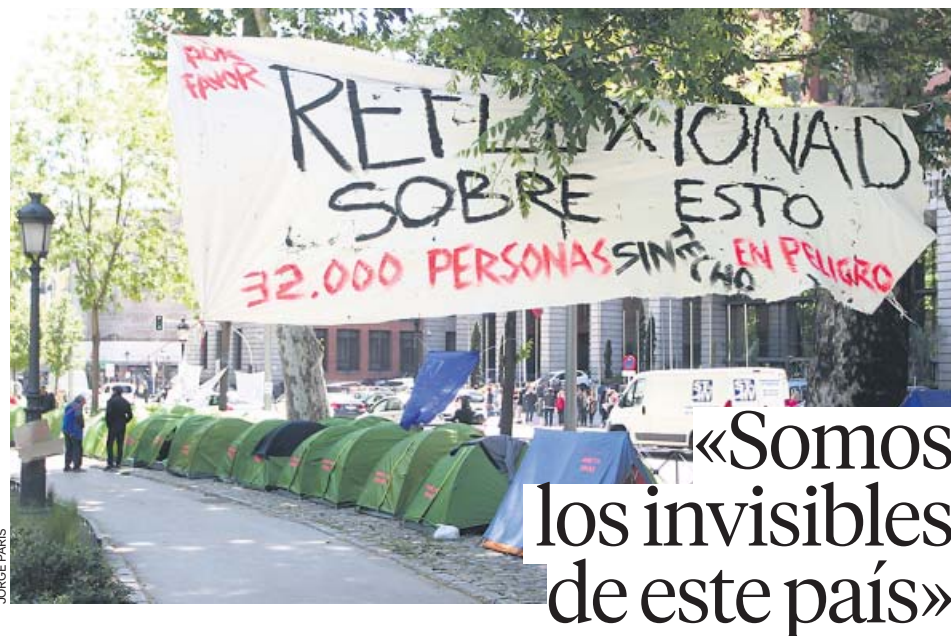 POR
FAVOR
REFLEXIONAD
SOBRE ESTO
32.000 PERSONAS SIN TECHO EN PELIGRO
«Somos
los invisibles
de este país»
JORGE PARÍS